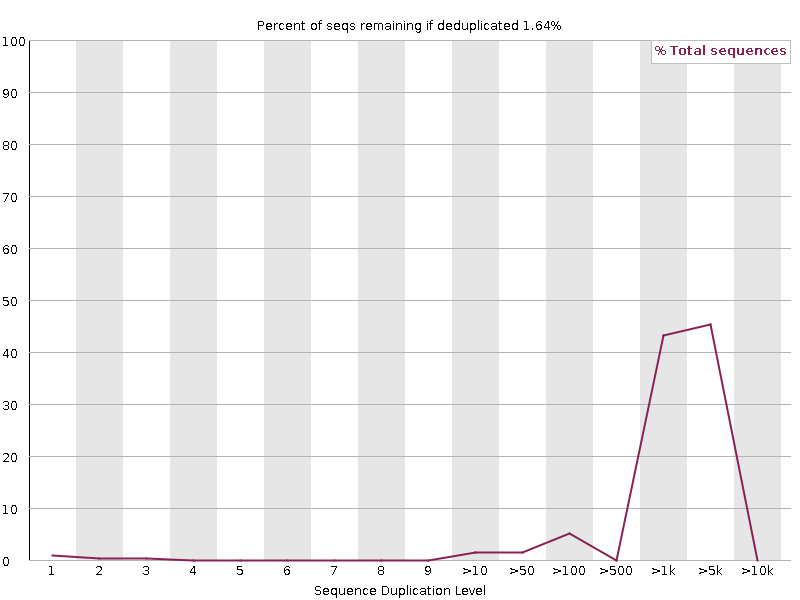 Percent of seqs remaining if deduplicated 1.64%
% Total sequences
100
90
80
70
60
50
40
30
20
10
0
1 2 3 4 5 6 7 8 9 >10 >50 >100 >500 >1k >5k >10k
Sequence Duplication Level